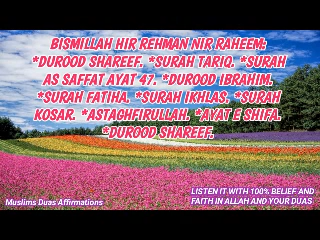 BISMILLAH HIR REHMAN NIR RAHEEM:
*DUROOD SHAREEF. *SURAH TARIQ. *SURAH
AS SAFFAT AYAT 47. *DUROOD IBRAHIM.
*SURAH FATIHA. *SURAH IKHLAS. *SURAH
KOSAR. *ASTAGHFIRULLAH. *AYAT E SHIFA.
*DUROOD SHAREEF.
Muslims Duas Affirmations
LISTEN IT WITH 100% BELIEF AND
FAITH IN ALLAH AND YOUR DUAS